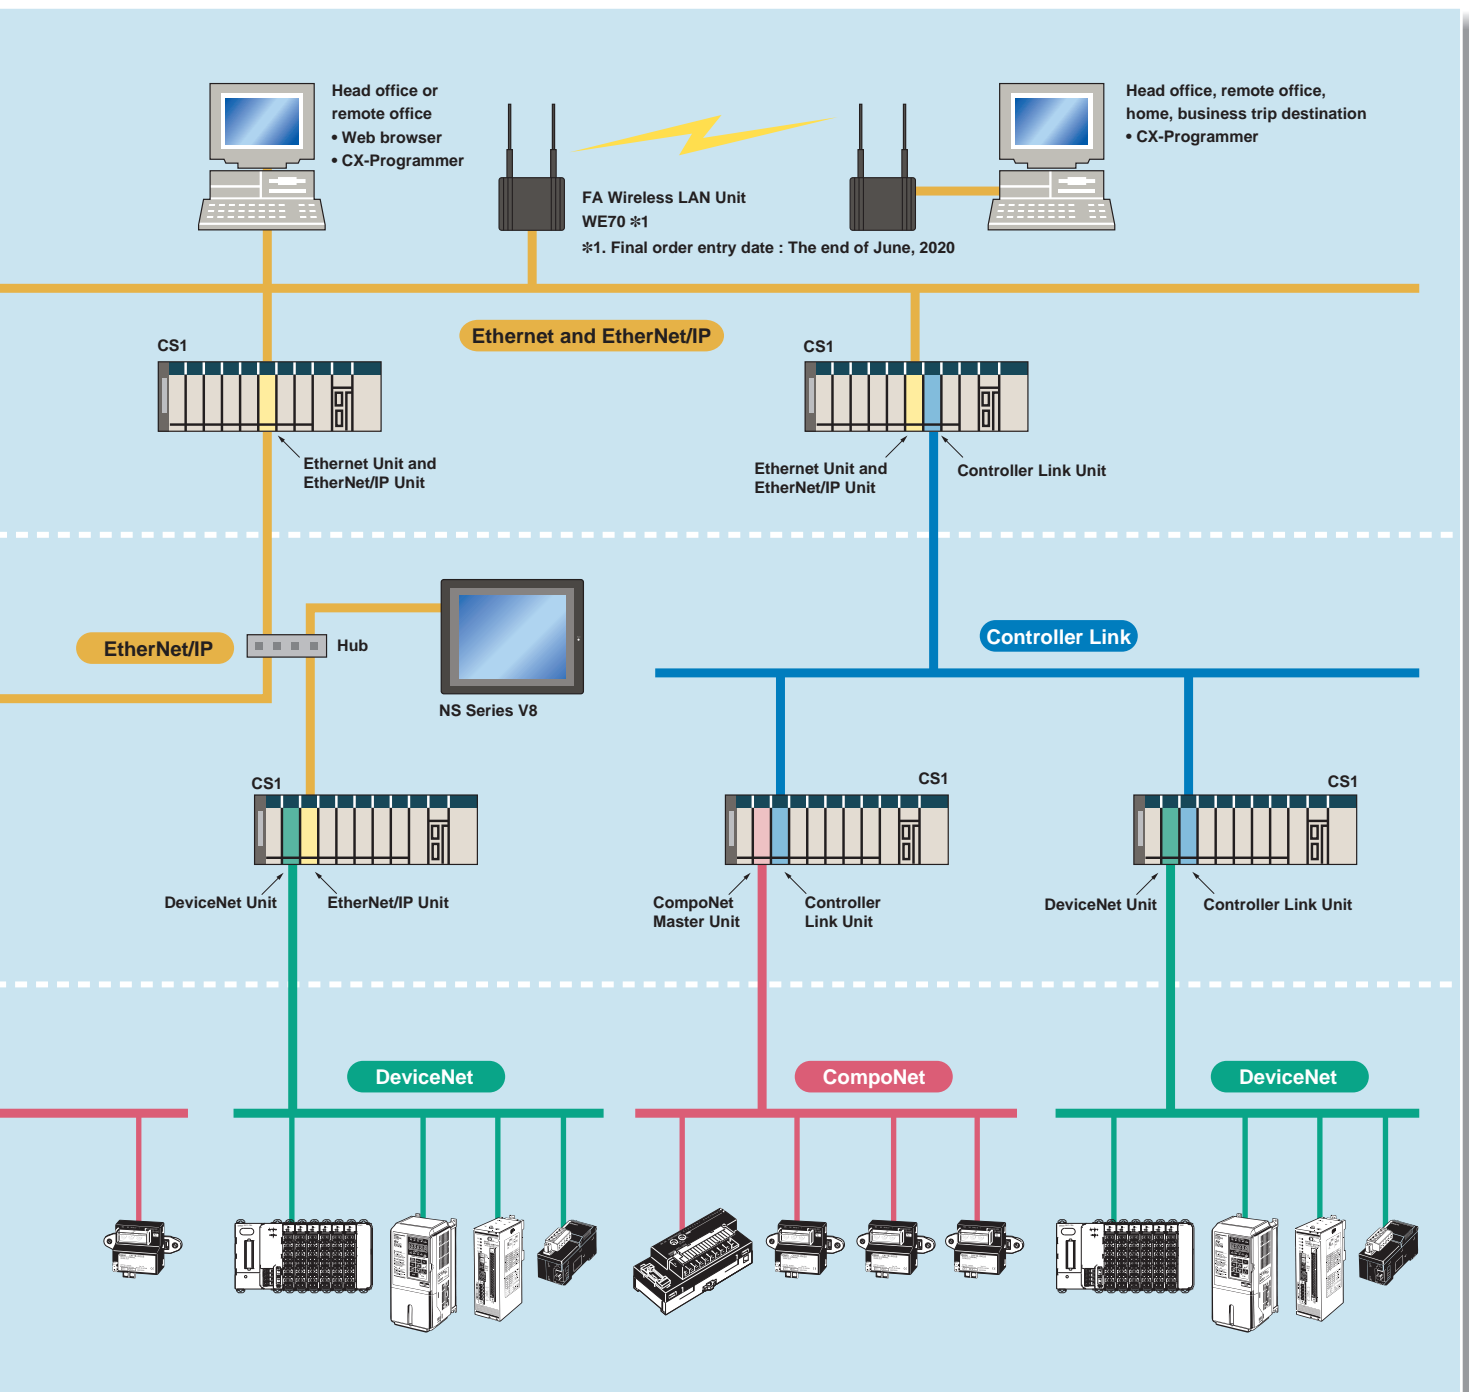 Head office or
remote office
• Web browser
• CX-Programmer
Head office, remote office,
home, business trip destination
• CX-Programmer
FA Wireless LAN Unit
WE70 ✻1
✻1. Final order entry date : The end of June, 2020
Ethernet and EtherNet/IP
CS1
CS1
Ethernet Unit and
EtherNet/IP Unit
Ethernet Unit and
EtherNet/IP Unit
Controller Link Unit
EtherNet/IP
Hub
Controller Link
NS Series V8
CS1
CS1
CS1
DeviceNet Unit
EtherNet/IP Unit
CompoNet
Master Unit
Controller
Link Unit
DeviceNet Unit
Controller Link Unit
DeviceNet
CompoNet
DeviceNet